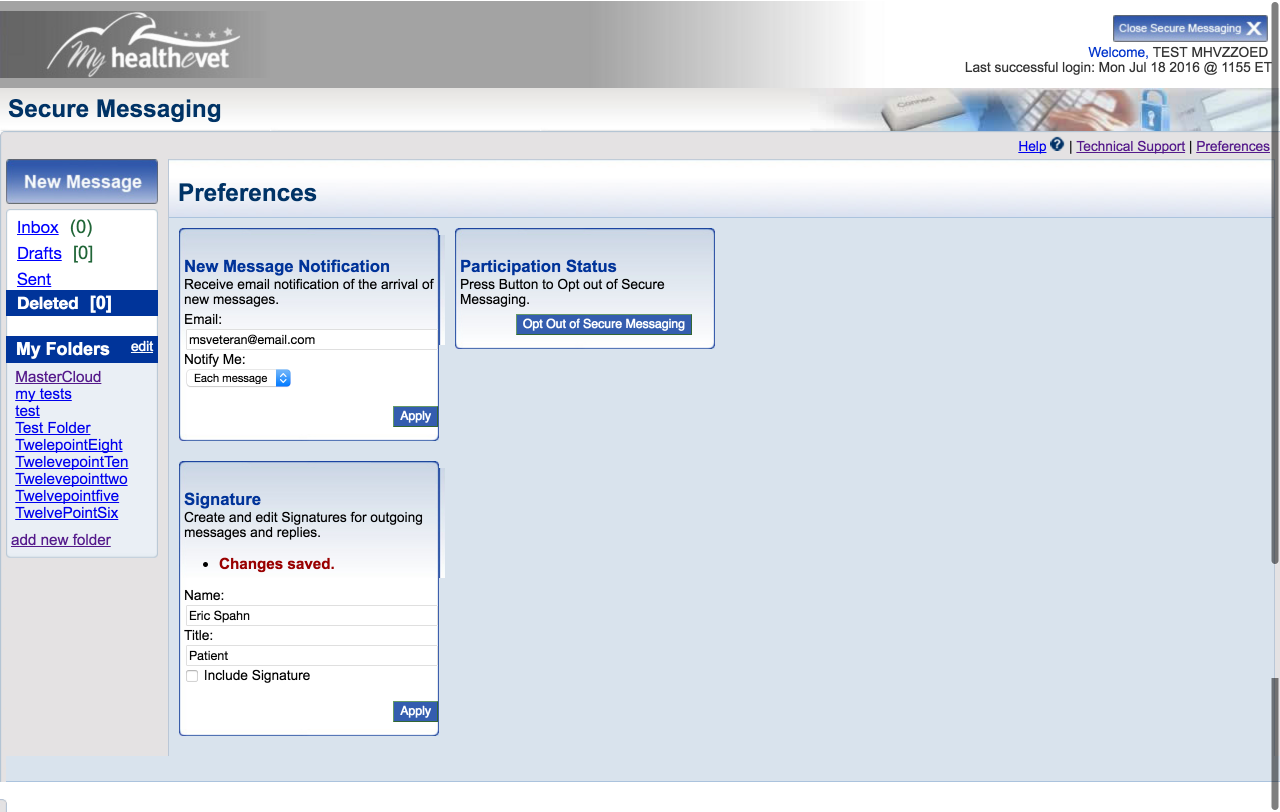 My healthevet
Close Secure Messaging X
Welcome, TEST MHVZZOED
Last successful login: Mon Jul 18 2016 @ 1155 ET
Secure Messaging
Connect
Help ? | Technical Support | Preferences
New Message
Inbox (0)
Drafts [0]
Sent
Deleted [0]
My Folders edit
MasterCloud
my tests
test
Test Folder
TwelepointEight
TwelevepointTen
Twelevepointtwo
Twelvepointfive
TwelvePointSix
add new folder
Preferences
New Message Notification
Receive email notification of the arrival of
new messages.
Email:
msveteran@email.com
Notify Me:
Each message
Apply
Participation Status
Press Button to Opt out of Secure
Messaging.
Opt Out of Secure Messaging
Signature
Create and edit Signatures for outgoing
messages and replies.
• Changes saved.
Name:
Eric Spahn
Title:
Patient
Include Signature
Apply